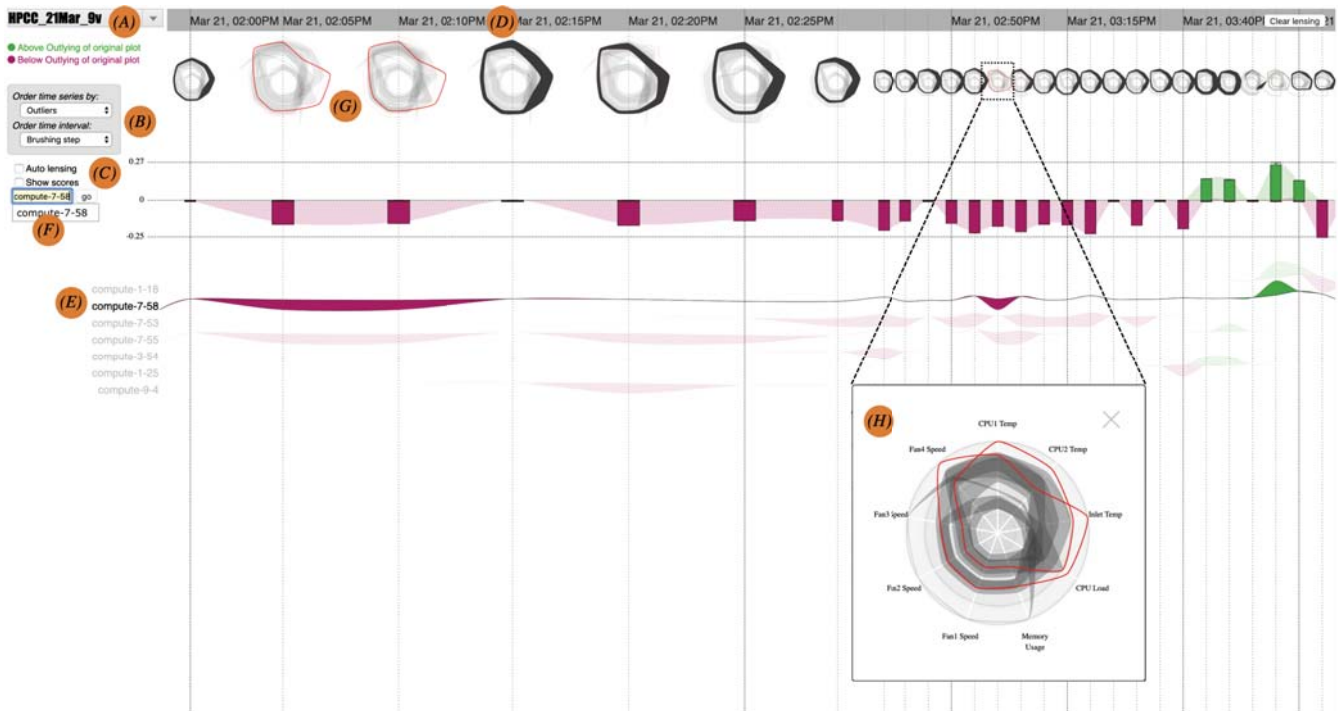 HPCC_21Mar_9v
(A)
Mar 21, 02:00PM Mar 21, 02:05PM Mar 21, 02:10PM (D) Mar 21, 02:15PM Mar 21, 02:20PM Mar 21, 02:25PM Mar 21, 02:50PM Mar 21, 03:15PM Mar 21, 03:40P Clear lensing 21
Above Outlying of original plot
Below Outlying of original plot
Order time series by:
Outliers
(B)
Order time interval:
Brushing step
(G)
Auto lensing
(C)
Show scores
compute-7-58 go
compute-7-58
(F)
0.27
0
-0.25
compute-1-18
(E)
compute-7-58
compute-7-53
compute-7-55
compute-3-54
compute-1-25
compute-9-4
(H)
CPU1 Temp
Fan4 Speed
CPU2 Temp
Fan3 Speed
Inlet Temp
Fan2 Speed
CPU Load
Fan1 Speed
Memory
Usage